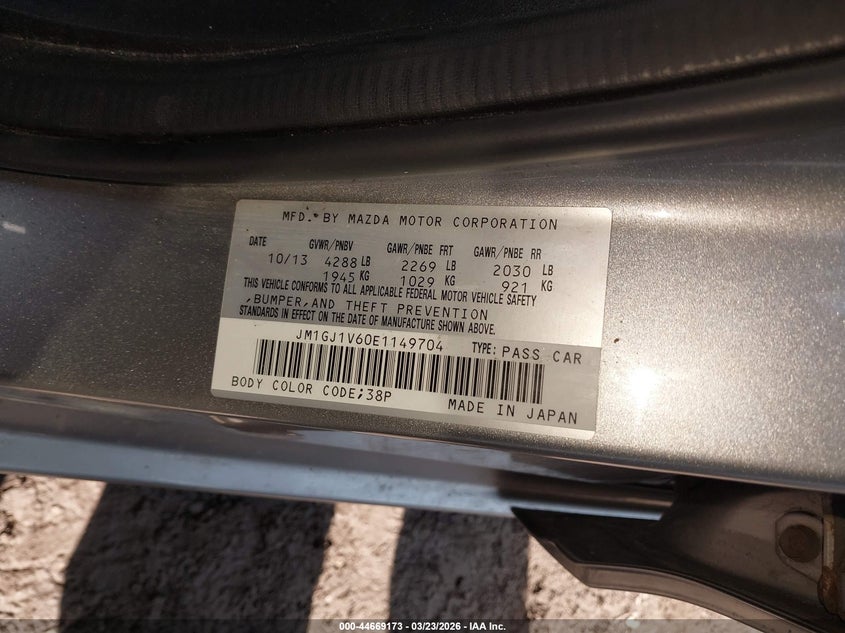 MFD. BY MAZDA MOTOR CORPORATION
DATE GVWR/PNBV GAWR/PNBE FRT GAWR/PNBE RR
10/13 4288 LB 2269 LB 2030 LB
1945 KG 1029 KG 921 KG
THIS VEHICLE CONFORMS TO ALL APPLICABLE FEDERAL MOTOR VEHICLE SAFETY
,BUMPER,AND THEFT PREVENTION
STANDARDS IN EFFECT ON THE DATE OF MANUFACTURE SHOWN ABOVE.
JM1GJ1V60E1149704 TYPE: PASS CAR
BODY COLOR CODE;38P MADE IN JAPAN
000-44669173 - 03/23/2026 - IAA Inc.